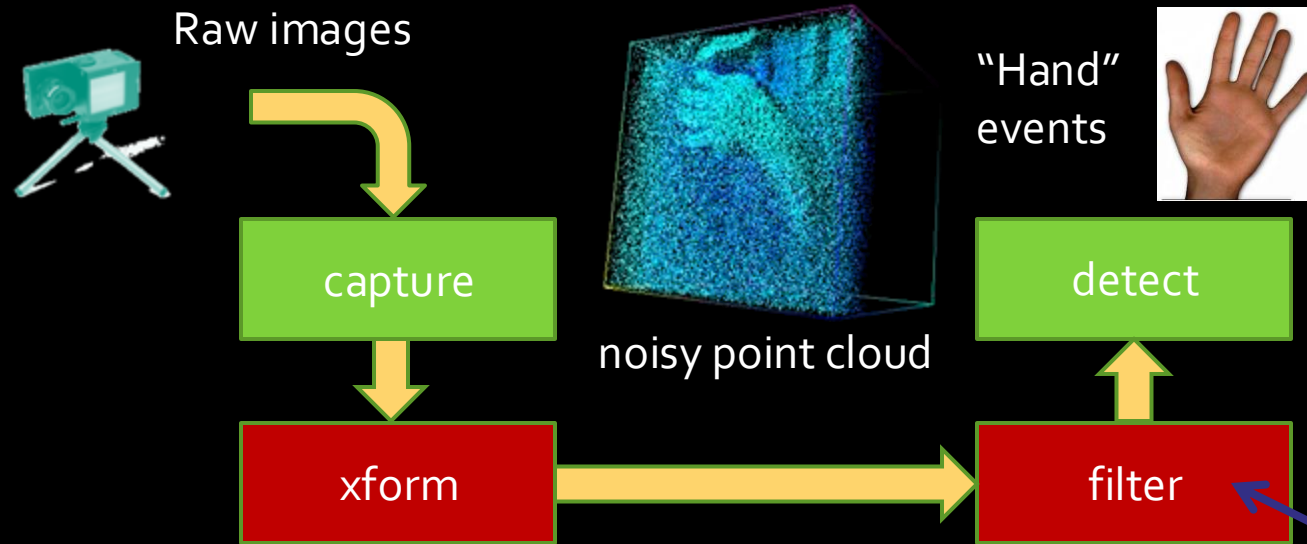 Raw images
“Hand”
events
capture
detect
noisy point cloud
xform
filter